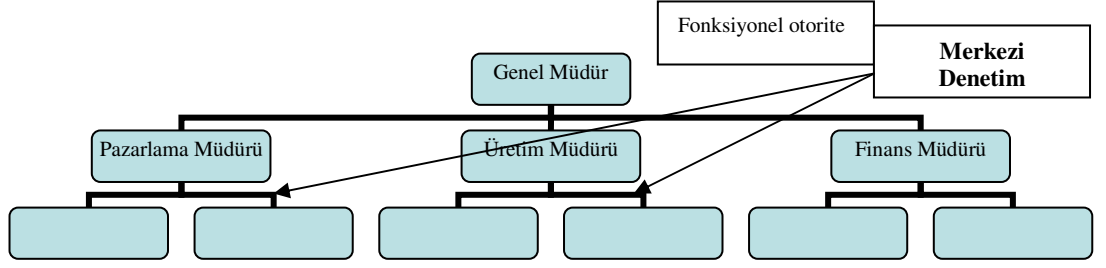 Fonksiyonel otorite
Merkezi
Denetim
Genel Müdür
Pazarlama Müdürü
Üretim Müdürü
Finans Müdürü